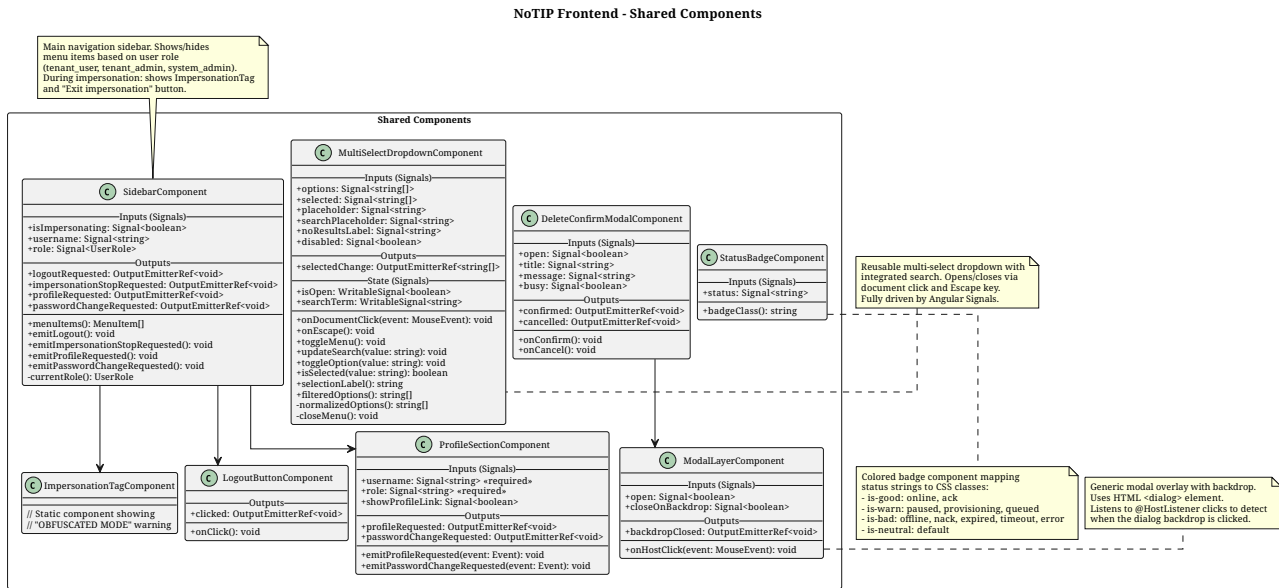 NoTIP Frontend - Shared Components
Main navigation sidebar. Shows/hides
menu items based on user role
(tenant_user, tenant_admin, system_admin).
During impersonation: shows ImpersonationTag
and "Exit impersonation" button.
Shared Components
C SidebarComponent
Inputs (Signals)
+isImpersonating: Signal<boolean>
+username: Signal<string>
+role: Signal<UserRole>
Outputs
+logoutRequested: OutputEmitterRef<void>
+impersonationStopRequested: OutputEmitterRef<void>
+profileRequested: OutputEmitterRef<void>
+passwordChangeRequested: OutputEmitterRef<void>
+menuItems(): MenuItem[]
+emitLogout(): void
+emitImpersonationStopRequested(): void
+emitProfileRequested(): void
+emitPasswordChangeRequested(): void
-currentRole(): UserRole
C MultiSelectDropdownComponent
Inputs (Signals)
+options: Signal<string[]>
+selected: Signal<string[]>
+placeholder: Signal<string>
+searchPlaceholder: Signal<string>
+noResultsLabel: Signal<string>
+disabled: Signal<boolean>
Outputs
+selectedChange: OutputEmitterRef<string[]>
State (Signals)
+isOpen: WritableSignal<boolean>
+searchTerm: WritableSignal<string>
+onDocumentClick(event: MouseEvent): void
+onEscape(): void
+toggleMenu(): void
+updateSearch(value: string): void
+toggleOption(value: string): void
+isSelected(value: string): boolean
+selectionLabel(): string
+filteredOptions(): string[]
-normalizedOptions(): string[]
-closeMenu(): void
C DeleteConfirmModalComponent
Inputs (Signals)
+open: Signal<boolean>
+title: Signal<string>
+message: Signal<string>
+busy: Signal<boolean>
Outputs
+confirmed: OutputEmitterRef<void>
+cancelled: OutputEmitterRef<void>
+onConfirm(): void
+onCancel(): void
C StatusBadgeComponent
Inputs (Signals)
+status: Signal<string>
+badgeClass(): string
Reusable multi-select dropdown with
integrated search. Opens/closes via
document click and Escape key.
Fully driven by Angular Signals.
C ImpersonationTagComponent
// Static component showing
// "OBFUSCATED MODE" warning
C LogoutButtonComponent
Outputs
+clicked: OutputEmitterRef<void>
+onClick(): void
C ProfileSectionComponent
Inputs (Signals)
+username: Signal<string> «required»
+role: Signal<string> «required»
+showProfileLink: Signal<boolean>
Outputs
+profileRequested: OutputEmitterRef<void>
+passwordChangeRequested: OutputEmitterRef<void>
+emitProfileRequested(event: Event): void
+emitPasswordChangeRequested(event: Event): void
C ModalLayerComponent
Inputs (Signals)
+open: Signal<boolean>
+closeOnBackdrop: Signal<boolean>
Outputs
+backdropClosed: OutputEmitterRef<void>
+onHostClick(event: MouseEvent): void
Colored badge component mapping
status strings to CSS classes:
- is-good: online, ack
- is-warn: paused, provisioning, queued
- is-bad: offline, nack, expired, timeout, error
- is-neutral: default
Generic modal overlay with backdrop.
Uses HTML <dialog> element.
Listens to @HostListener clicks to detect
when the dialog backdrop is clicked.